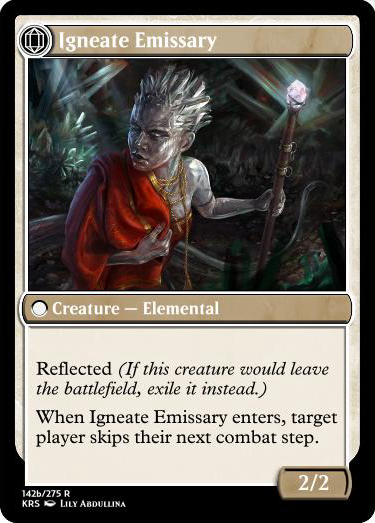 Igneate Emissary
Creature — Elemental
Reflected (If this creature would leave
the battlefield, exile it instead.)
When Igneate Emissary enters, target
player skips their next combat step.
2/2
142b/275 R
KRS LILY ABDULLINA